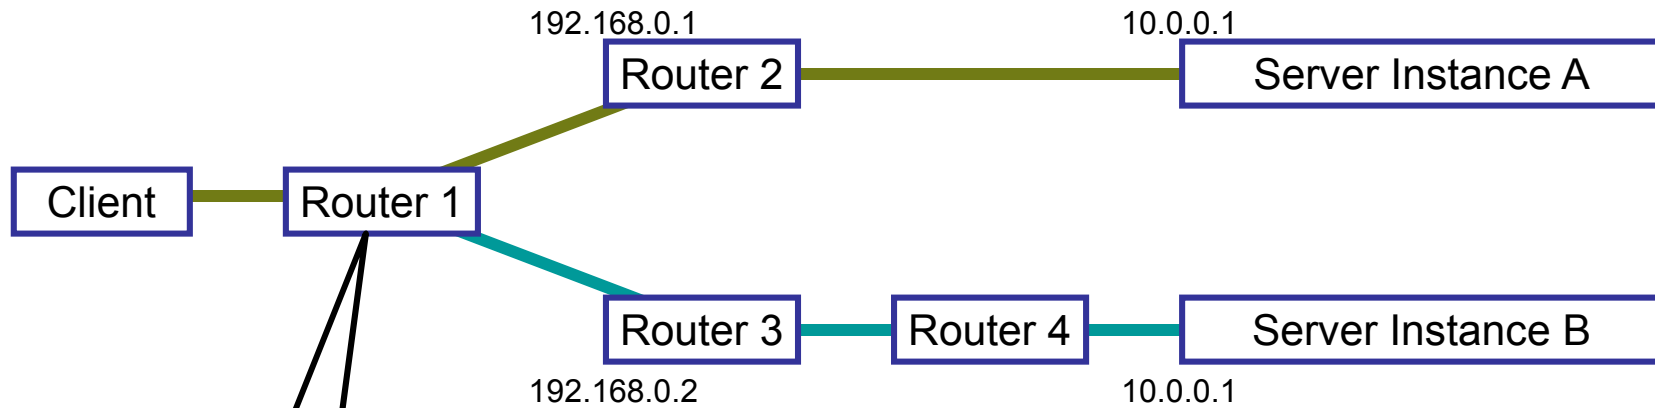 192.168.0.1
10.0.0.1
Router 2
Server Instance A
Client
Router 1
Router 3
Router 4
Server Instance B
192.168.0.2
10.0.0.1